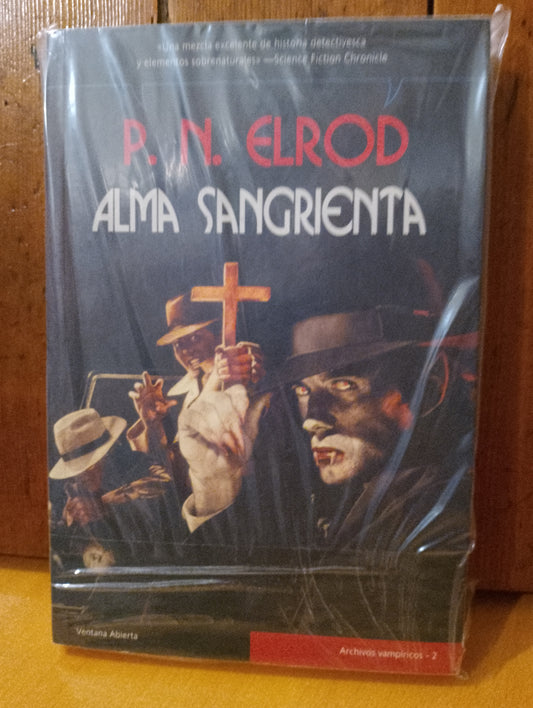 «Una mezcla excelente de historia detectivesca
y elementos sobrenaturales» —Science Fiction Chronicle
P. N. ELROD
ALMA SANGRIENTA
Ventana Abierta
Archivos vampíricos - 2